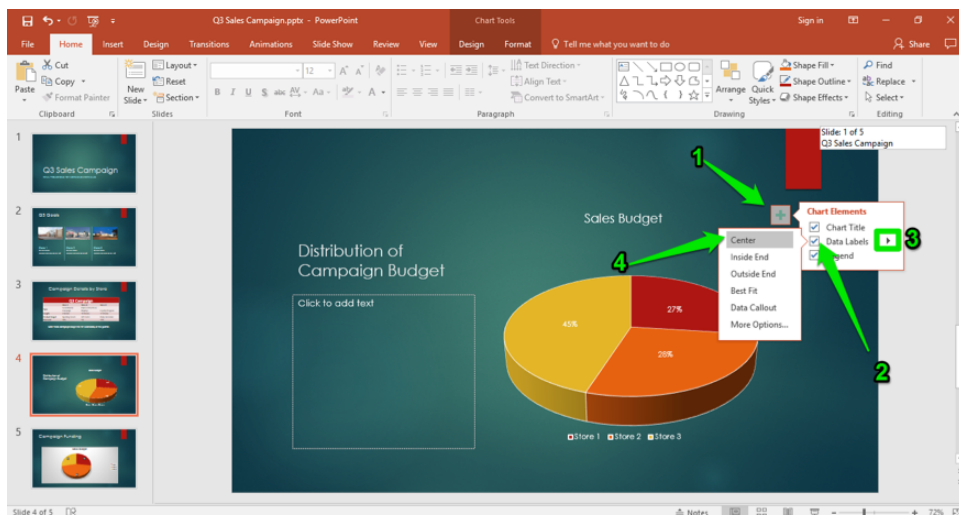 Q3 Sales Campaign.pptx - PowerPoint
Chart Tools
Sign in
File Home Insert Design Transitions Animations Slide Show Review View Design Format Tell me what you want to do Share
Paste
Cut
Copy
Format Painter
Clipboard
New
Slide
Layout
Reset
Section
Slides
12
Font
Text Direction
Align Text
Convert to SmartArt
Paragraph
Arrange
Quick
Styles
Shape Fill
Shape Outline
Shape Effects
Drawing
Find
Replace
Select
Editing
Slide: 1 of 5
Q3 Sales Campaign
1
Q3 Sales Campaign
2
Q3 Goals
3
Campaign Details by Store
4
5
Campaign Funding
Distribution of
Campaign Budget
Click to add text
Sales Budget
45%
27%
28%
Store 1 Store 2 Store 3
1
Chart Elements
Chart Title
Data Labels
Legend
3
4
Center
Inside End
Outside End
Best Fit
Data Callout
More Options...
2
Slide 4 of 5
Notes
72%